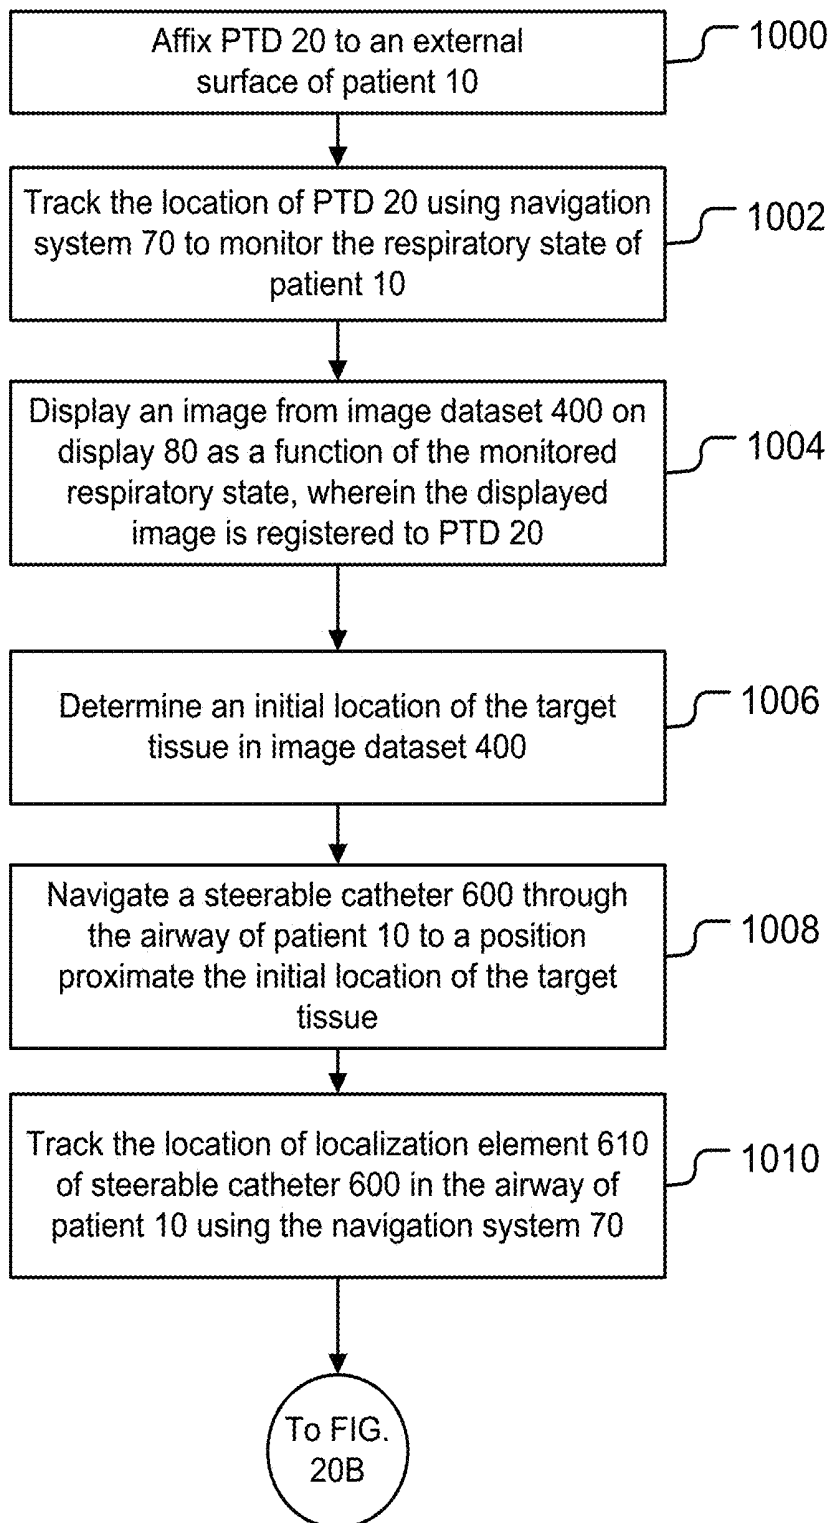 Affix PTD 20 to an external
surface of patient 10
1000
Track the location of PTD 20 using navigation
system 70 to monitor the respiratory state of
patient 10
1002
Display an image from image dataset 400 on
display 80 as a function of the monitored
respiratory state, wherein the displayed
image is registered to PTD 20
1004
Determine an initial location of the target
tissue in image dataset 400
1006
Navigate a steerable catheter 600 through
the airway of patient 10 to a position
proximate the initial location of the target
tissue
1008
Track the location of localization element 610
of steerable catheter 600 in the airway of
patient 10 using the navigation system 70
1010
To FIG.
20B